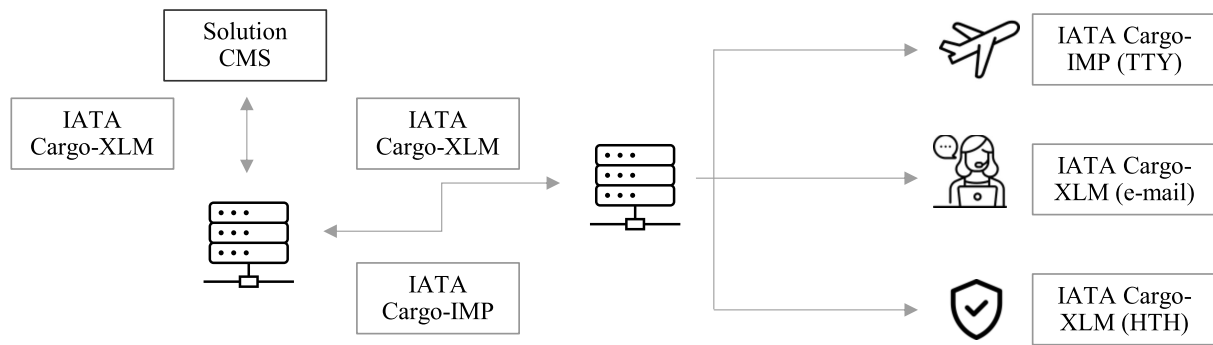 Solution
CMS
IATA
Cargo-XLM
IATA
Cargo-XLM
IATA
Cargo-IMP
IATA Cargo-
IMP (TTY)
IATA Cargo-
XLM (e-mail)
IATA Cargo-
XLM (HTH)